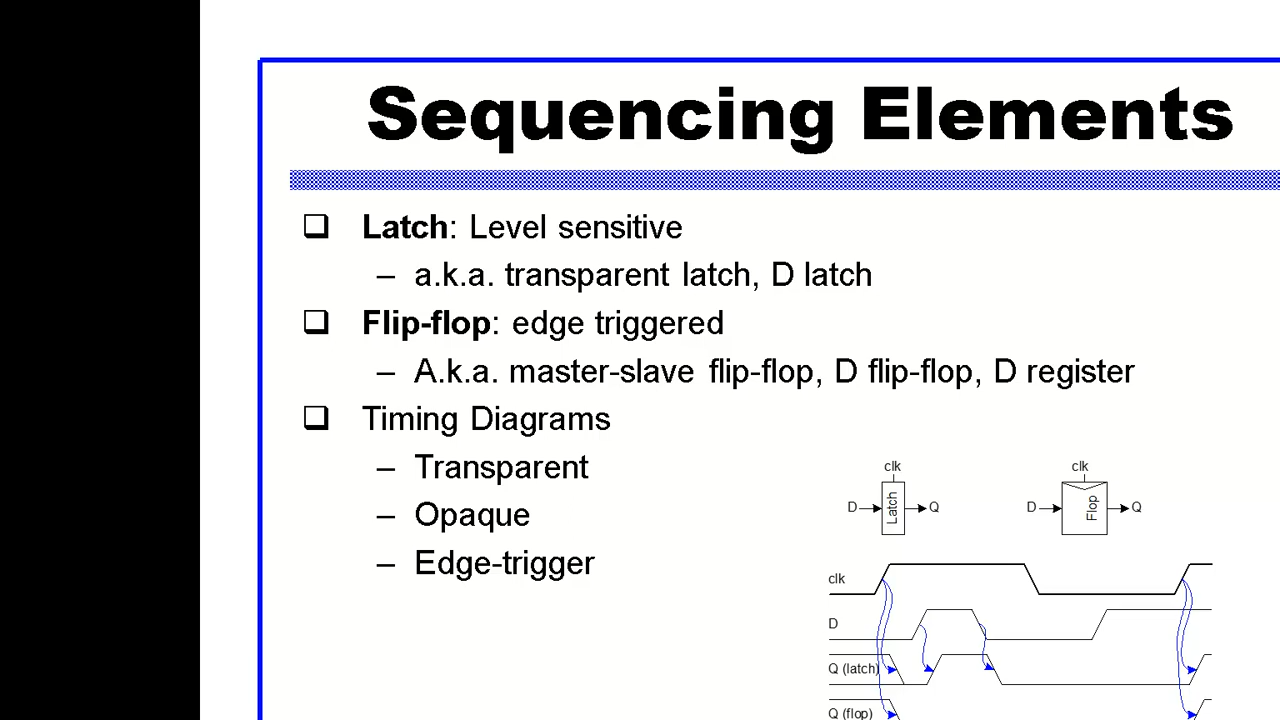 Sequencing Elements
❑ Latch: Level sensitive
– a.k.a. transparent latch, D latch
❑ Flip-flop: edge triggered
– A.k.a. master-slave flip-flop, D flip-flop, D register
❑ Timing Diagrams
– Transparent
– Opaque
– Edge-trigger
clk clk
D Latch Q D Flop Q
clk
D
Q (latch)
Q (flop)